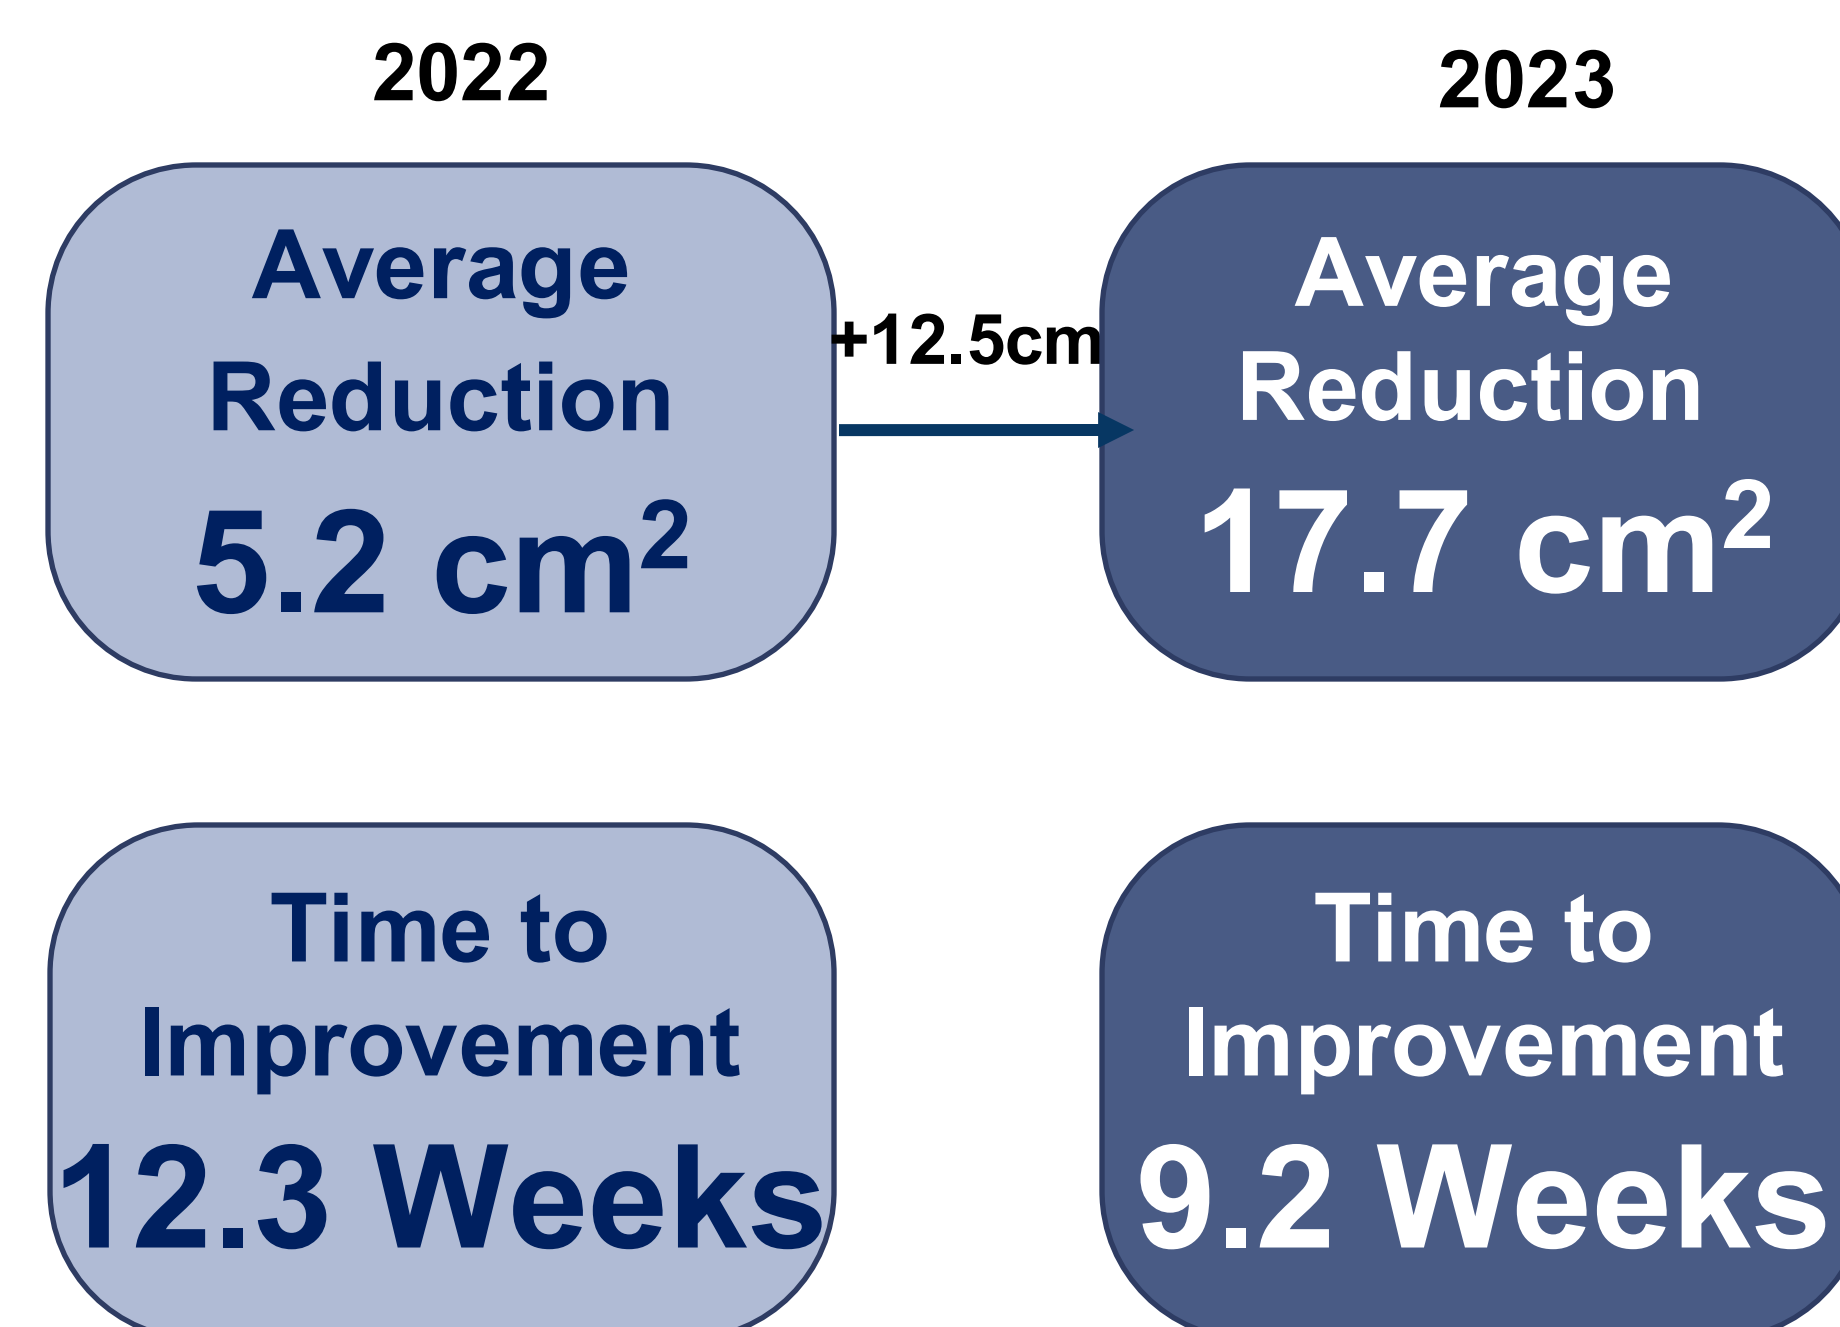 2022
2023
Average
Reduction
5.2 cm²
+12.5cm
Average
Reduction
17.7 cm²
Time to
Improvement
12.3 Weeks
Time to
Improvement
9.2 Weeks